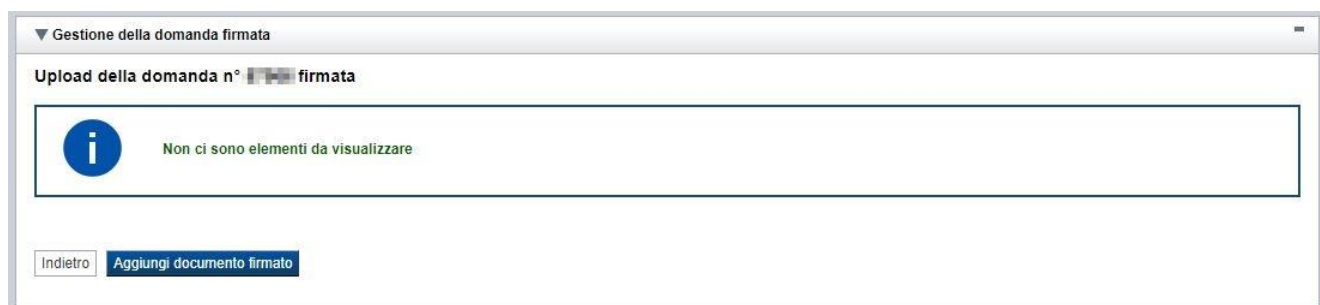 Gestione della domanda firmata
Upload della domanda n° firmata
i
Non ci sono elementi da visualizzare
Indietro
Aggiungi documento firmato